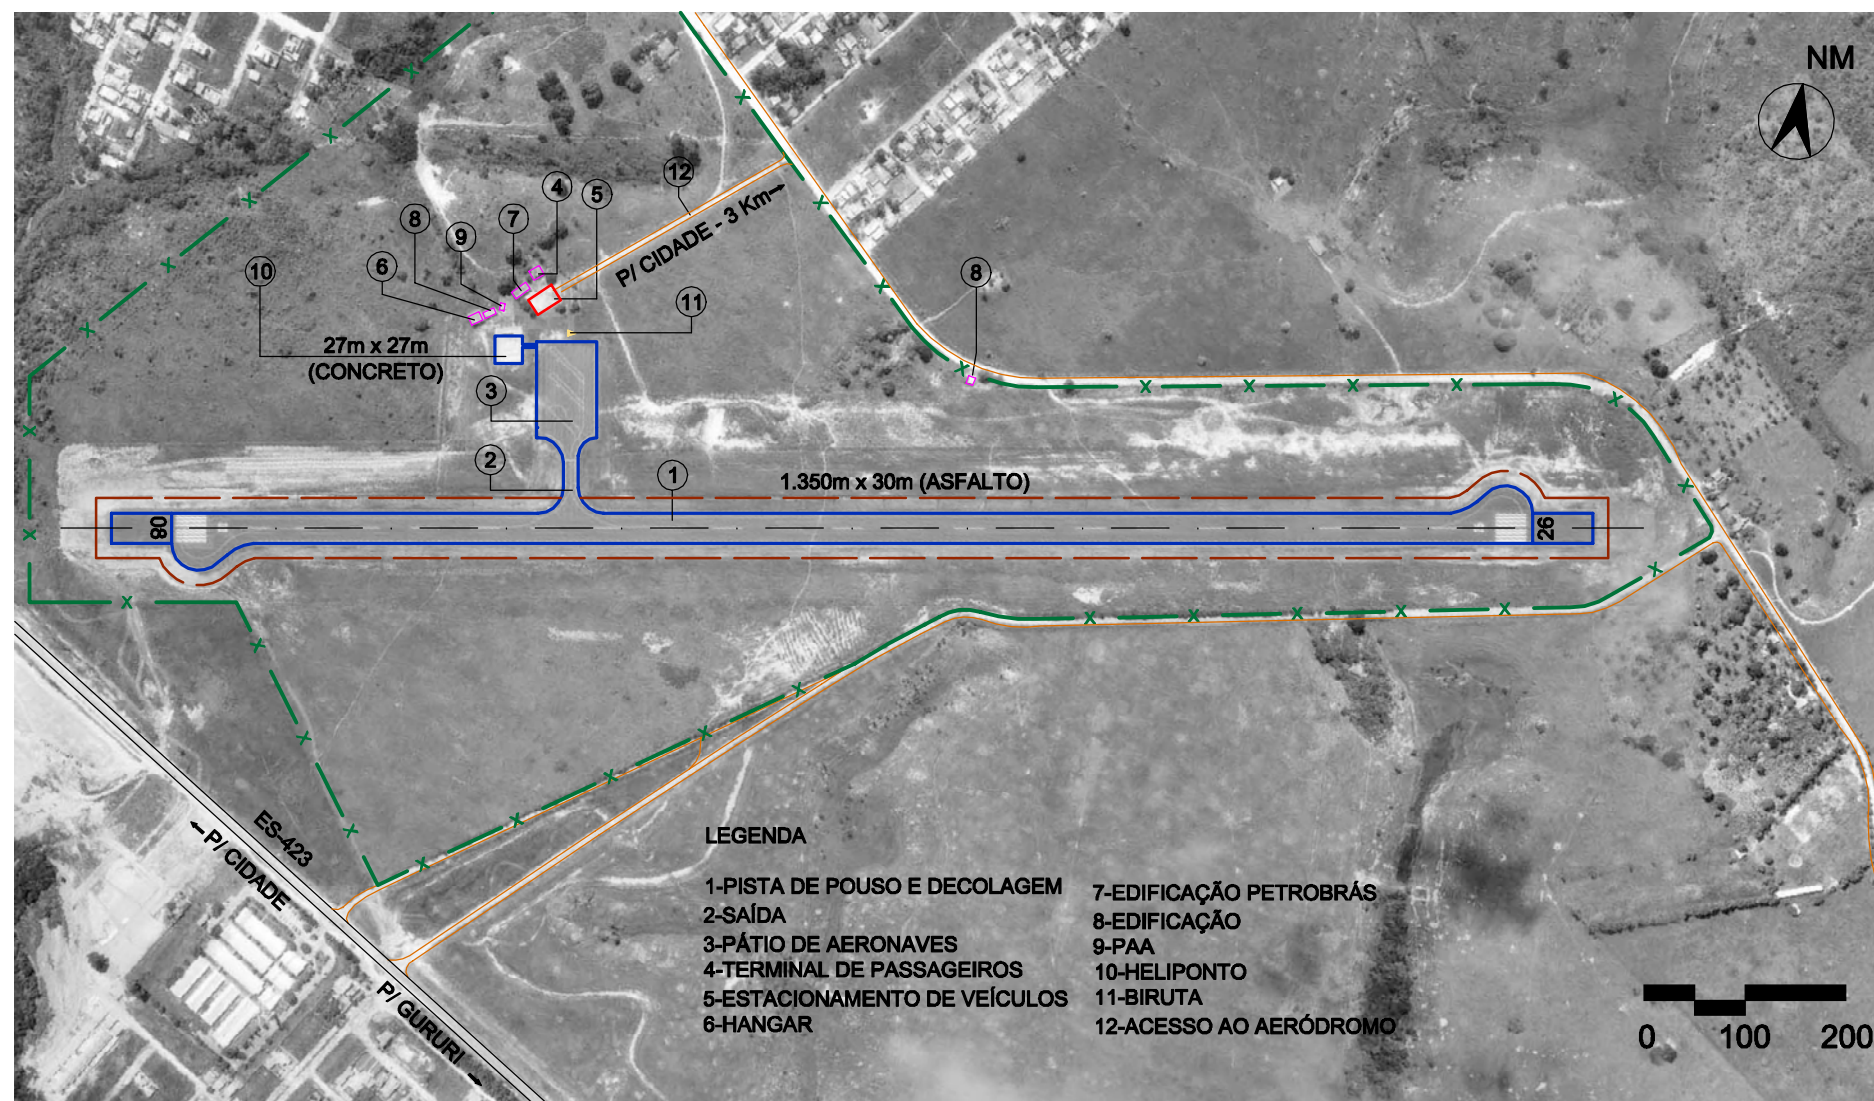 NM
4
5
12
7
8
9
6
10
P/ CIDADE - 3 Km
8
11
27m x 27m
(CONCRETO)
3
2
1
1.350m x 30m (ASFALTO)
08
26
ES-423
P/ CIDADE
P/ GURURI
LEGENDA
1-PISTA DE POUSO E DECOLAGEM
2-SAÍDA
3-PÁTIO DE AERONAVES
4-TERMINAL DE PASSAGEIROS
5-ESTACIONAMENTO DE VEÍCULOS
6-HANGAR
7-EDIFICAÇÃO PETROBRÁS
8-EDIFICAÇÃO
9-PAA
10-HELIPONTO
11-BIRUTA
12-ACESSO AO AERÓDROMO
0 100 200